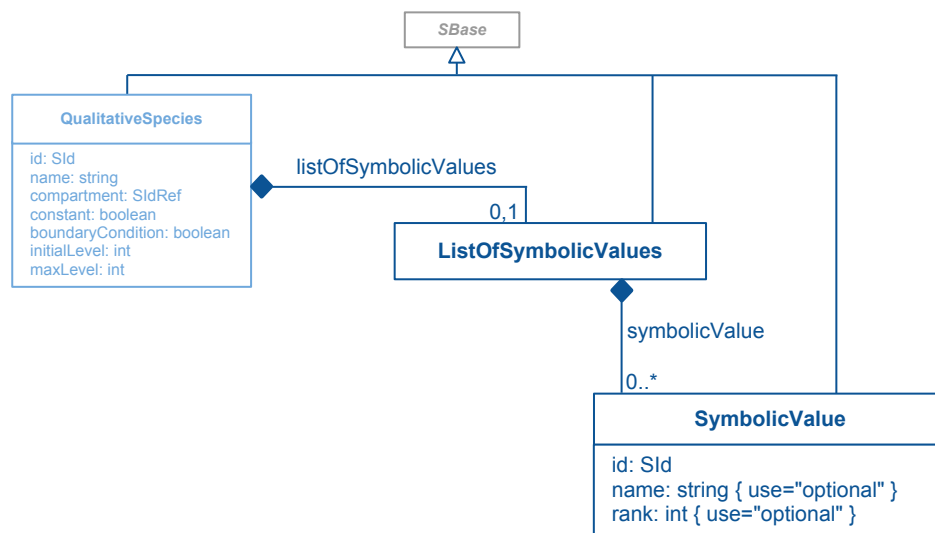 SBase
QualitativeSpecies
id: SId
name: string
compartment: SIdRef
constant: boolean
boundaryCondition: boolean
initialLevel: int
maxLevel: int
listOfSymbolicValues
0,1
ListOfSymbolicValues
symbolicValue
0..*
SymbolicValue
id: SId
name: string { use="optional" }
rank: int { use="optional" }